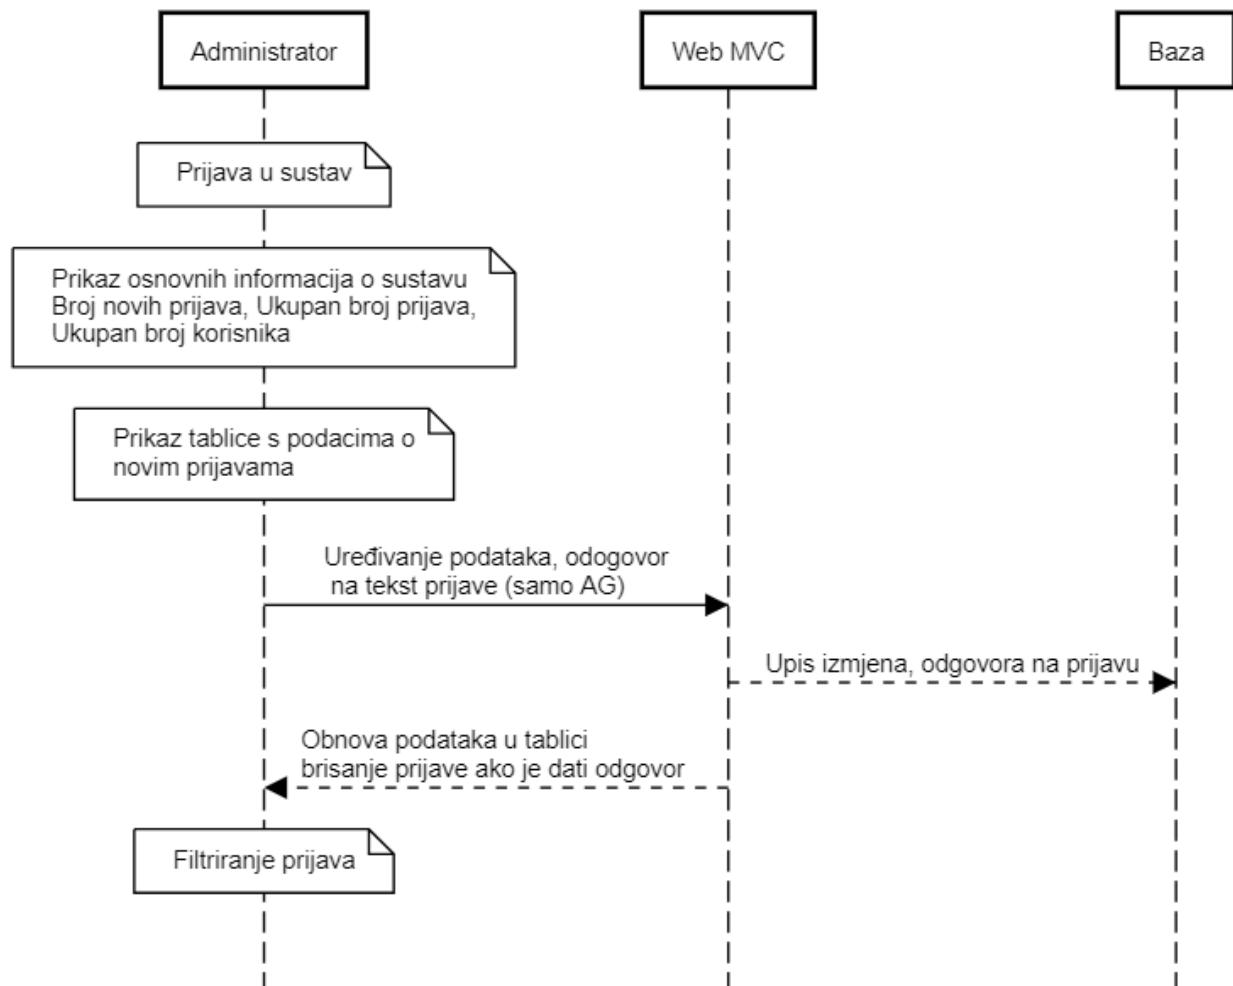 Administrator
Web MVC
Baza
Prijava u sustav
Prikaz osnovnih informacija o sustavu
Broj novih prijava, Ukupan broj prijava,
Ukupan broj korisnika
Prikaz tablice s podacima o
novim prijavama
Uređivanje podataka, odogovor
na tekst prijave (samo AG)
Upis izmjena, odgovora na prijavu
Obnova podataka u tablici
brisanje prijave ako je dati odgovor
Filtriranje prijava